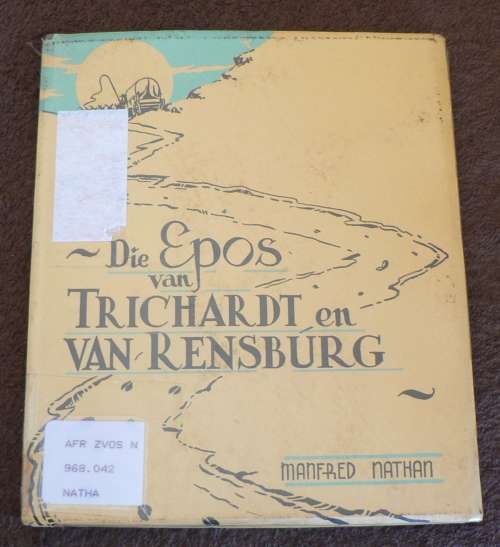 ~ Die Epos
van
TRICHARDT en
VAN RENSBURG ~
MANFRED NATHAN
AFR ZVOS N
968.042
NATHA